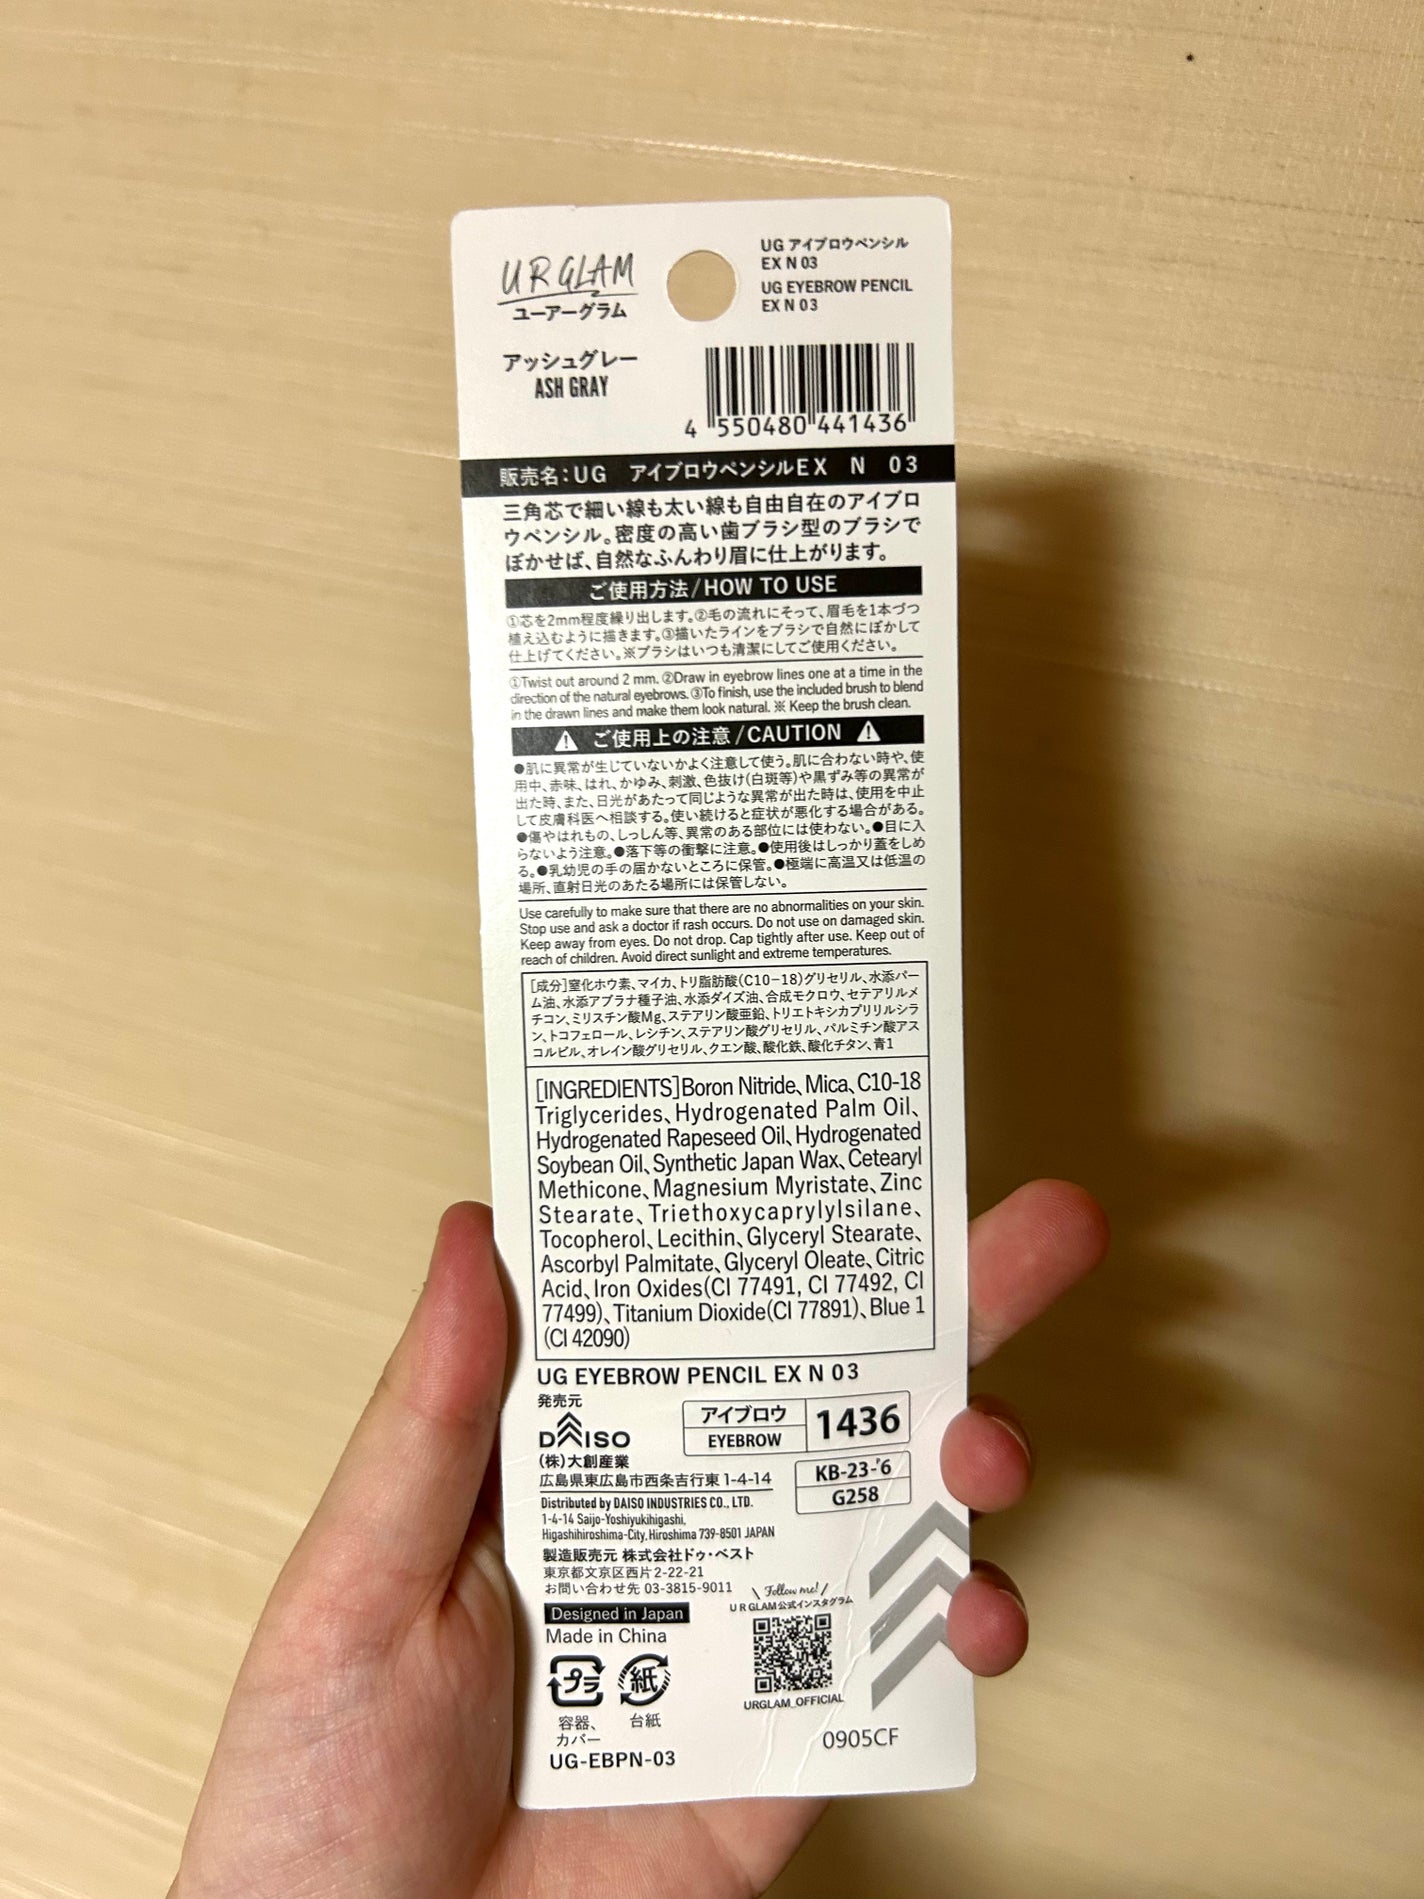 UR GLAM
ユーアーグラム
UG アイブロウペンシル
EX N 03
UG EYEBROW PENCIL
EX N 03
アッシュグレー
ASH GRAY
4 550480 441436
販売名:UG アイブロウペンシルEX N 03
三角芯で細い線も太い線も自由自在のアイブロ
ウペンシル。密度の高い歯ブラシ型のブラシで
ぼかせば、自然なふんわり眉に仕上がります。
ご使用方法/HOW TO USE
①芯を2mm程度繰り出します。②毛の流れにそって、眉毛を1本づつ
植え込むように描きます。③描いたラインをブラシで自然にぼかして
仕上げてください。※ブラシはいつも清潔にしてご使用ください。
①Twist out around 2 mm. ②Draw in eyebrow lines one at a time in the
direction of the natural eyebrows. ③To finish, use the included brush to blend
in the drawn lines and make them look natural. ※ Keep the brush clean.
ご使用上の注意/CAUTION
●肌に異常が生じていないかよく注意して使う。肌に合わない時や、使
用中、赤味、はれ、かゆみ、刺激、色抜け(白斑等)や黒ずみ等の異常が
出た時、また、日光があたって同じような異常が出た時は、使用を中止
して皮膚科医へ相談する。使い続けると症状が悪化する場合がある。
●傷やはれもの、しっしん等、異常のある部位には使わない。●目に入
らないよう注意。●落下等の衝撃に注意。●使用後はしっかり蓋をしめ
る。●乳幼児の手の届かないところに保管。●極端に高温又は低温の
場所、直射日光のあたる場所には保管しない。
Use carefully to make sure that there are no abnormalities on your skin.
Stop use and ask a doctor if rash occurs. Do not use on damaged skin.
Keep away from eyes. Do not drop. Cap tightly after use. Keep out of
reach of children. Avoid direct sunlight and extreme temperatures.
[成分]窒化ホウ素、マイカ、トリ脂肪酸(C10-18)グリセリル、水添パー
ム油、水添アブラナ種子油、水添ダイズ油、合成モクロウ、セテアリルメ
チコン、ミリスチン酸Mg、ステアリン酸亜鉛、トリエトキシカプリリルシラ
ン、トコフェロール、レシチン、ステアリン酸グリセリル、パルミチン酸アス
コルビル、オレイン酸グリセリル、クエン酸、酸化鉄、酸化チタン、青1
[INGREDIENTS]Boron Nitride、Mica、C10-18
Triglycerides、Hydrogenated Palm Oil、
Hydrogenated Rapeseed Oil、Hydrogenated
Soybean Oil、Synthetic Japan Wax、Cetearyl
Methicone、Magnesium Myristate、Zinc
Stearate、Triethoxycaprylylsilane、
Tocopherol、Lecithin、Glyceryl Stearate、
Ascorbyl Palmitate、Glyceryl Oleate、Citric
Acid、Iron Oxides(CI 77491, CI 77492, CI
77499)、Titanium Dioxide(CI 77891)、Blue 1
(CI 42090)
UG EYEBROW PENCIL EX N 03
発売元
DAISO
(株)大創産業
アイブロウ
EYEBROW
1436
広島県東広島市西条吉行東 1-4-14
KB-23-'6
G258
Distributed by DAISO INDUSTRIES CO., LTD.
1-4-14 Saijo-Yoshiyukihigashi,
Higashihiroshima-City, Hiroshima 739-8501 JAPAN
製造販売元 株式会社ドゥ・ベスト
東京都文京区西片2-22-21
お問い合わせ先 03-3815-9011
Follow me!
UR GLAM公式インスタグラム
URGLAM_OFFICIAL
Designed in Japan
Made in China
プラ
紙
容器、
カバー
台紙
UG-EBPN-03
0905CF